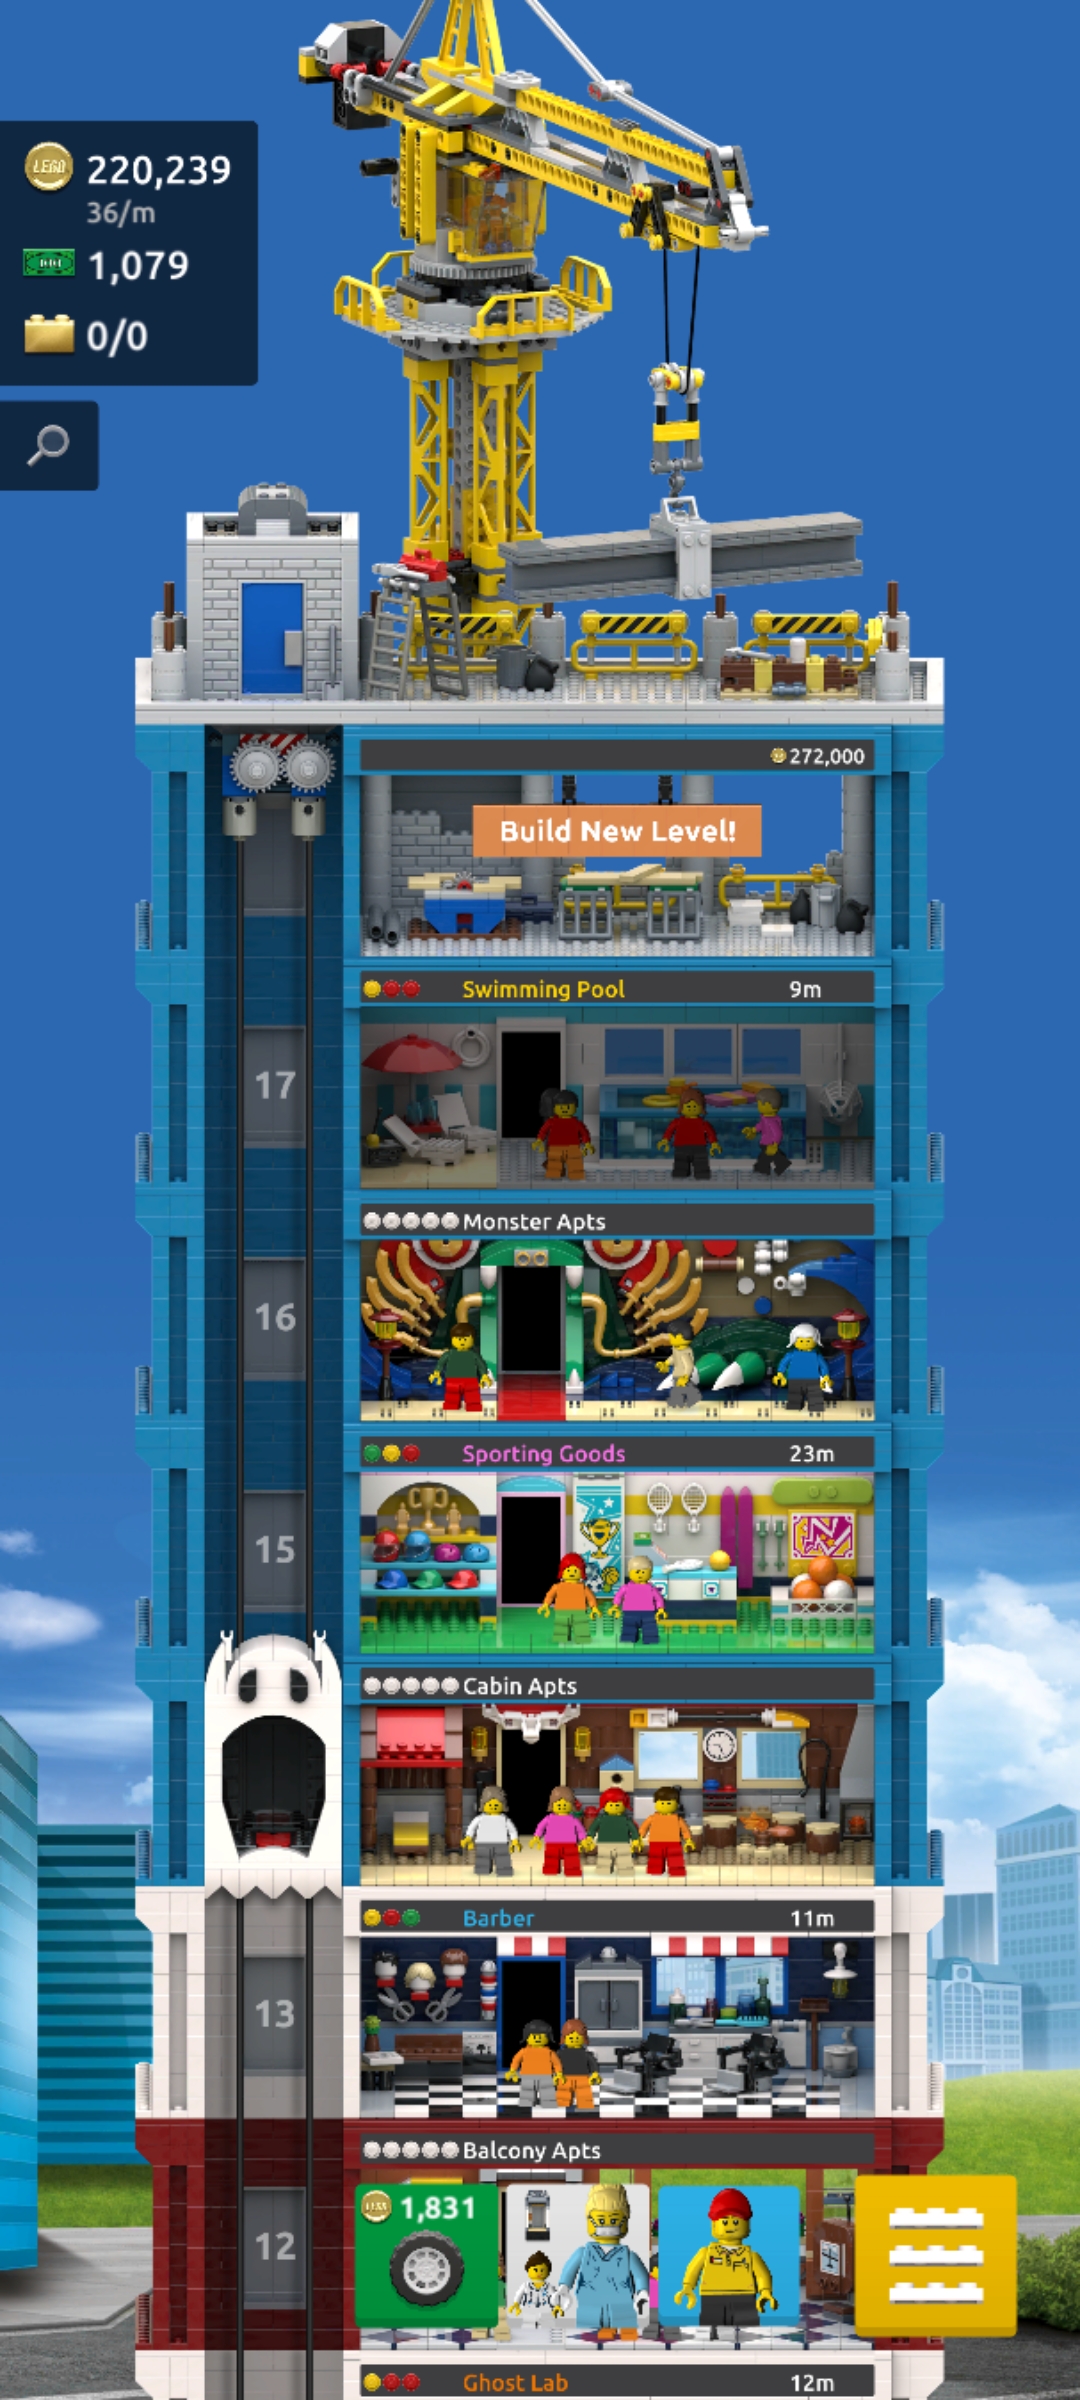 LEGO 220,239
36/m
1,079
0/0
272,000
Build New Level!
Swimming Pool 9m
17
Monster Apts
16
Sporting Goods 23m
15
Cabin Apts
Barber 11m
13
Balcony Apts
1,831
12
Ghost Lab 12m